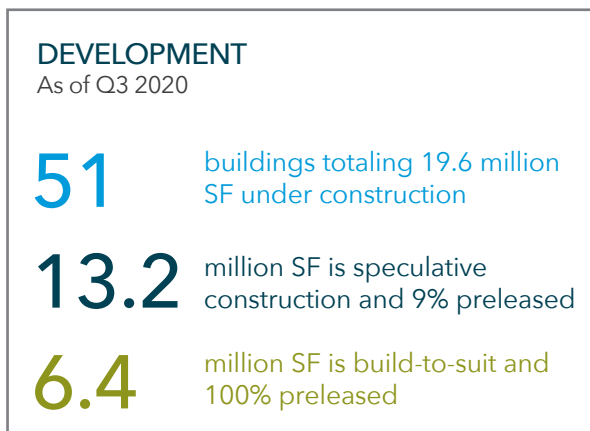 DEVELOPMENT
As of Q3 2020
51
buildings totaling 19.6 million
SF under construction
13.2
million SF is speculative
construction and 9% preleased
6.4
million SF is build-to-suit and
100% preleased